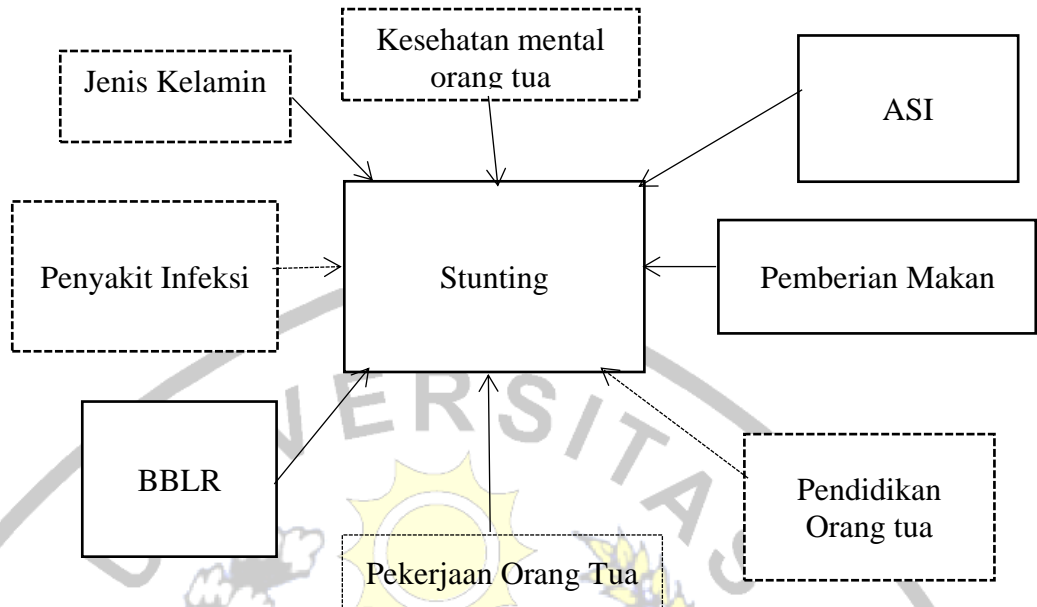 Kesehatan mental
orang tua
Jenis Kelamin
ASI
Penyakit Infeksi
Stunting
Pemberian Makan
BBLR
Pendidikan
Orang tua
Pekerjaan Orang Tua
VERSITAS